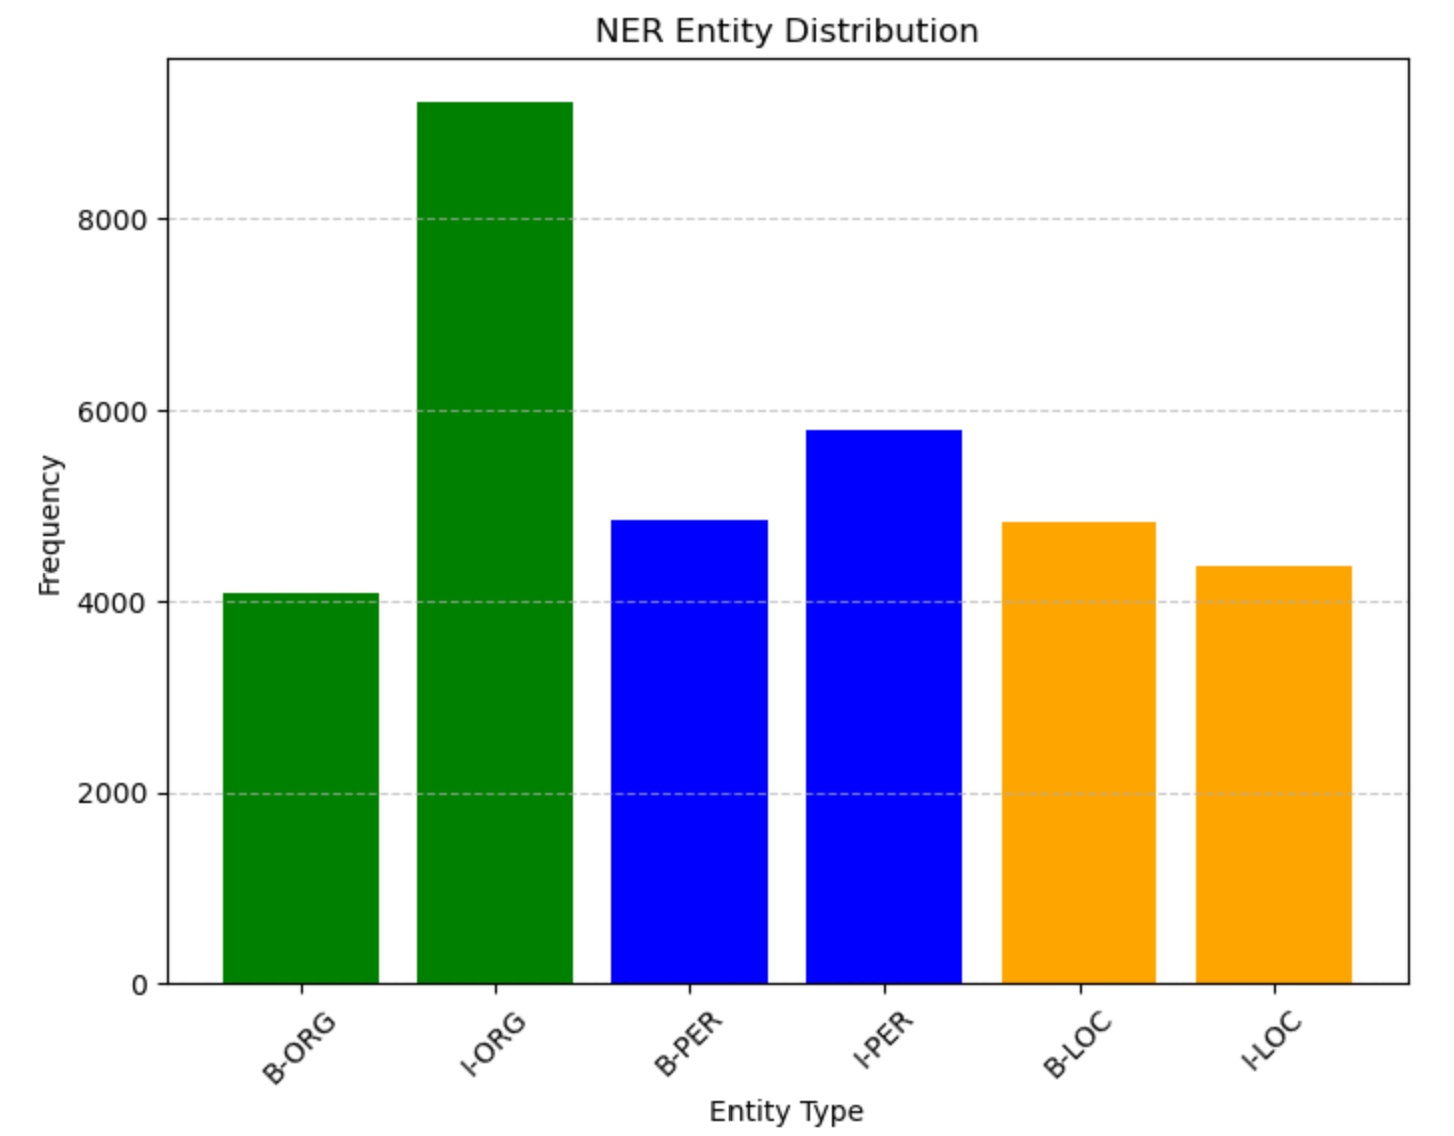 NER Entity Distribution
8000
6000
4000
2000
0
Frequency
B-ORG
I-ORG
B-PER
I-PER
B-LOC
I-LOC
Entity Type